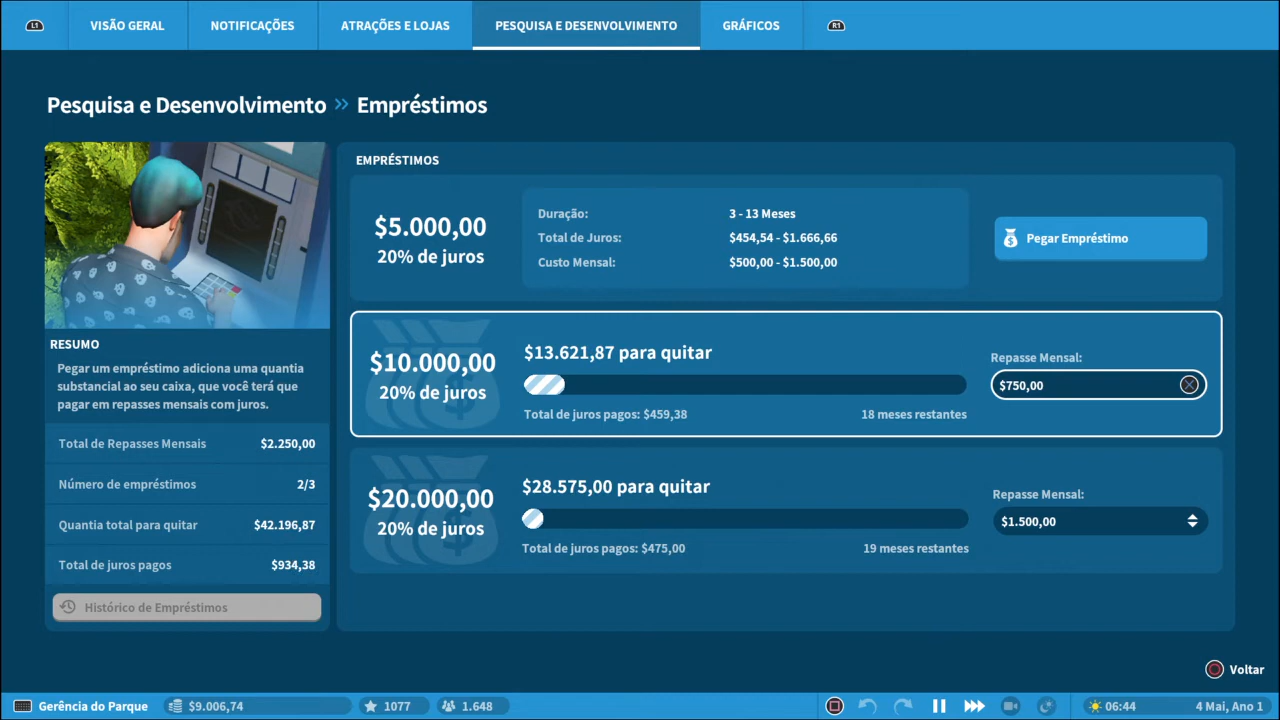 L1
VISÃO GERAL
NOTIFICAÇÕES
ATRAÇÕES E LOJAS
PESQUISA E DESENVOLVIMENTO
GRÁFICOS
R1
Pesquisa e Desenvolvimento » Empréstimos
RESUMO
Pegar um empréstimo adiciona uma quantia
substancial ao seu caixa, que você terá que
pagar em repasses mensais com juros.
Total de Repasses Mensais $2.250,00
Número de empréstimos 2/3
Quantia total para quitar $42.196,87
Total de juros pagos $934,38
Histórico de Empréstimos
EMPRÉSTIMOS
$5.000,00
20% de juros
Duração: 3 - 13 Meses
Total de Juros: $454,54 - $1.666,66
Custo Mensal: $500,00 - $1.500,00
Pegar Empréstimo
$10.000,00
20% de juros
$13.621,87 para quitar
Total de juros pagos: $459,38
18 meses restantes
Repasse Mensal:
$750,00
$20.000,00
20% de juros
$28.575,00 para quitar
Total de juros pagos: $475,00
19 meses restantes
Repasse Mensal:
$1.500,00
Voltar
Gerência do Parque
$9.006,74
1077
1.648
06:44
4 Mai, Ano 1